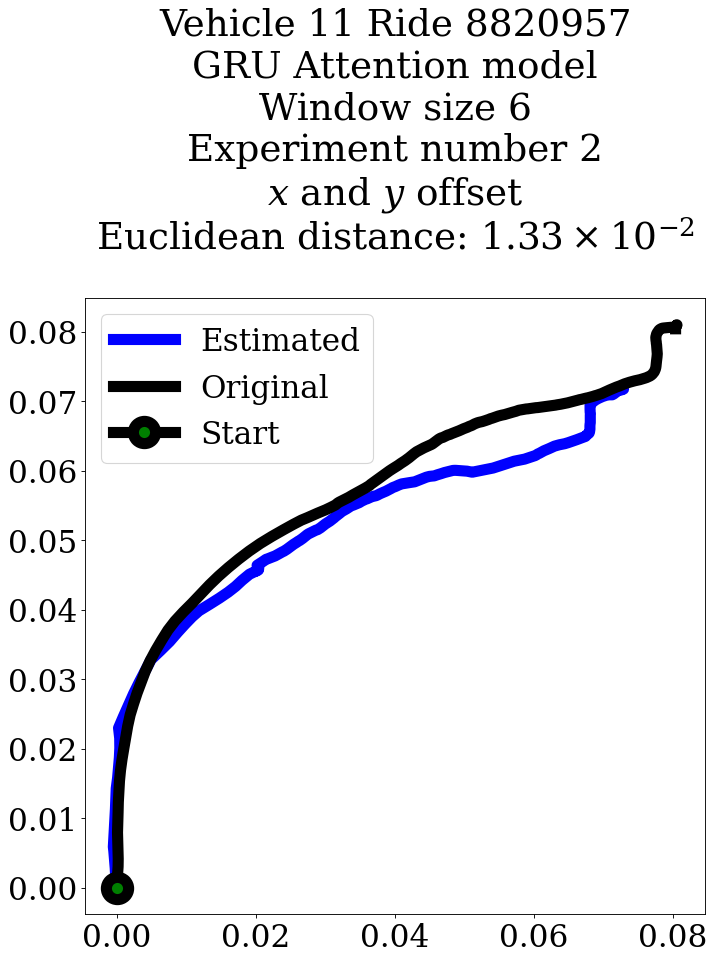 Vehicle 11 Ride 8820957
GRU Attention model
Window size 6
Experiment number 2
x and y offset
Euclidean distance: 1.33 × 10⁻²
Estimated
Original
Start
0.08
0.07
0.06
0.05
0.04
0.03
0.02
0.01
0.00
0.00 0.02 0.04 0.06 0.08